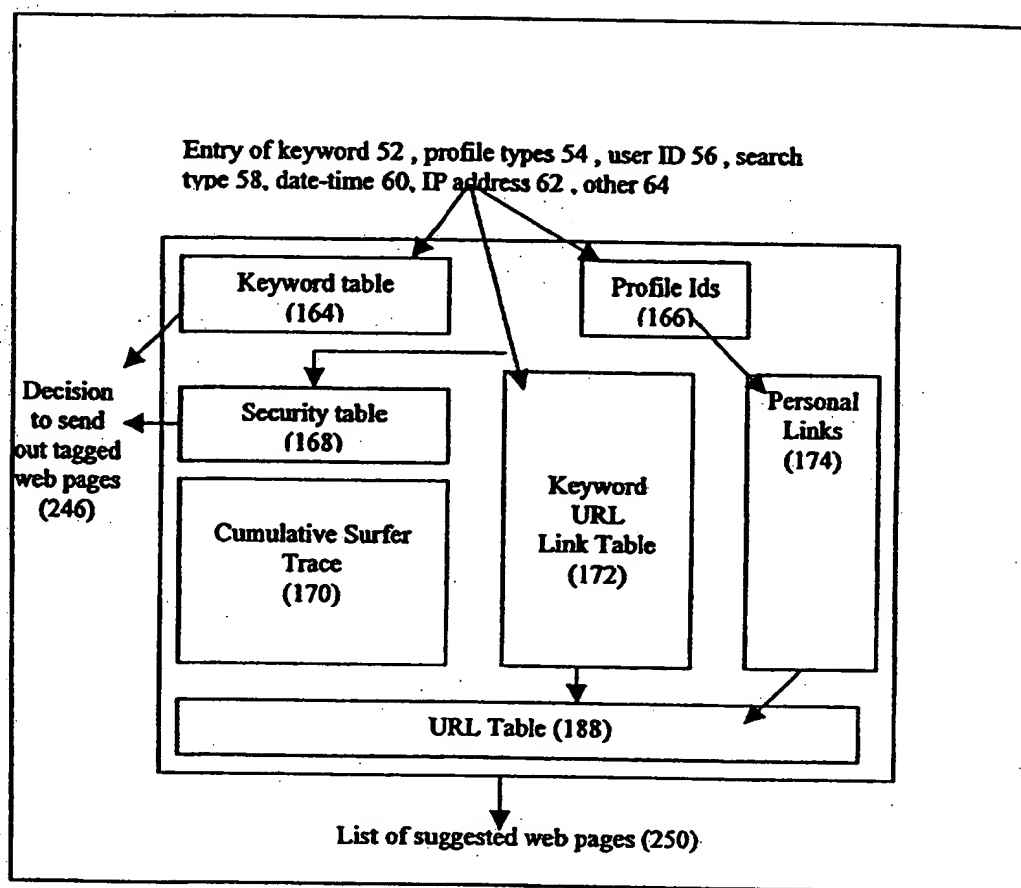 Entry of keyword 52 , profile types 54 , user ID 56 , search
type 58, date-time 60, IP address 62 , other 64
Keyword table
(164)
Profile Ids
(166)
Decision
to send
out tagged
web pages
(246)
Security table
(168)
Personal
Links
(174)
Cumulative Surfer
Trace
(170)
Keyword
URL
Link Table
(172)
URL Table (188)
List of suggested web pages (250)